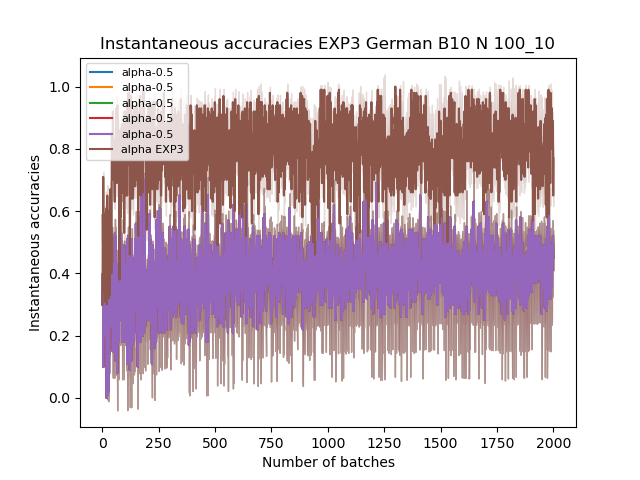 Instantaneous accuracies EXP3 German B10 N 100_10
alpha-0.5
alpha-0.5
alpha-0.5
alpha-0.5
alpha-0.5
alpha EXP3
1.0
0.8
0.6
0.4
0.2
0.0
Instantaneous accuracies
0 250 500 750 1000 1250 1500 1750 2000
Number of batches